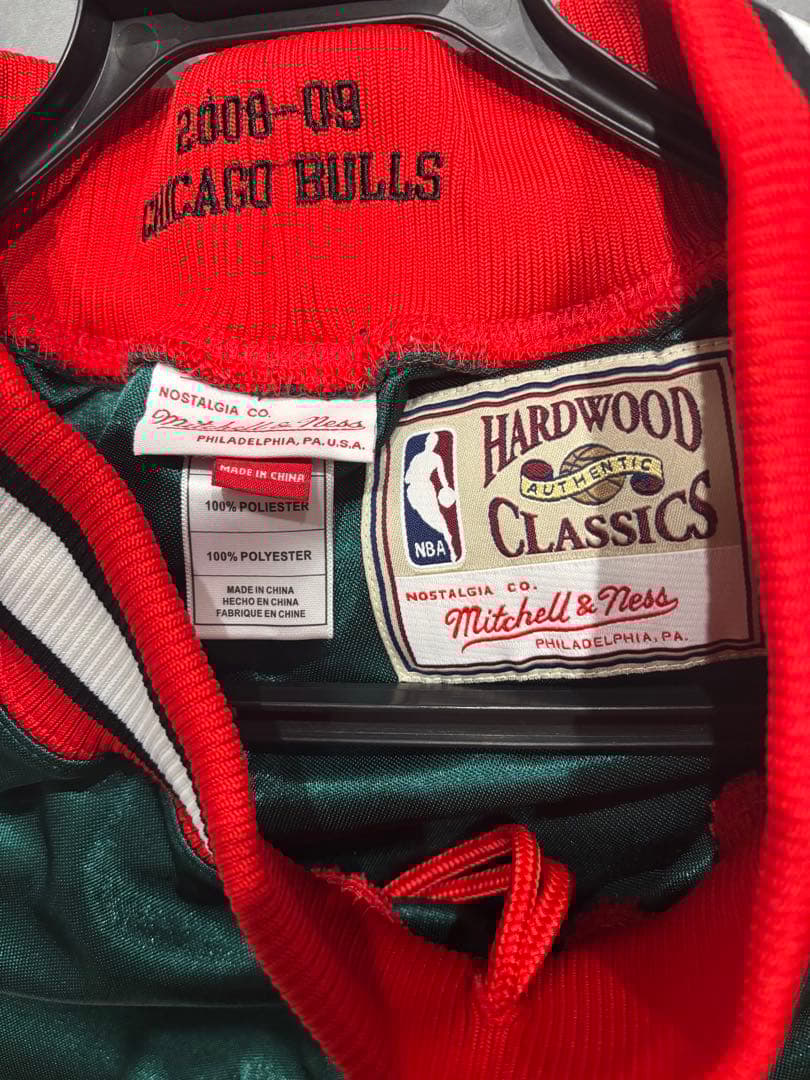 2008-09
CHICAGO BULLS
NOSTALGIA CO.
Mitchell & Ness
PHILADELPHIA, PA. U.S.A.
MADE IN CHINA
100% POLIESTER
100% POLYESTER
MADE IN CHINA
HECHO EN CHINA
FABRIQUE EN CHINE
HARDWOOD
AUTHENTIC
CLASSICS
NBA
NOSTALGIA CO.
Mitchell & Ness
PHILADELPHIA, PA.